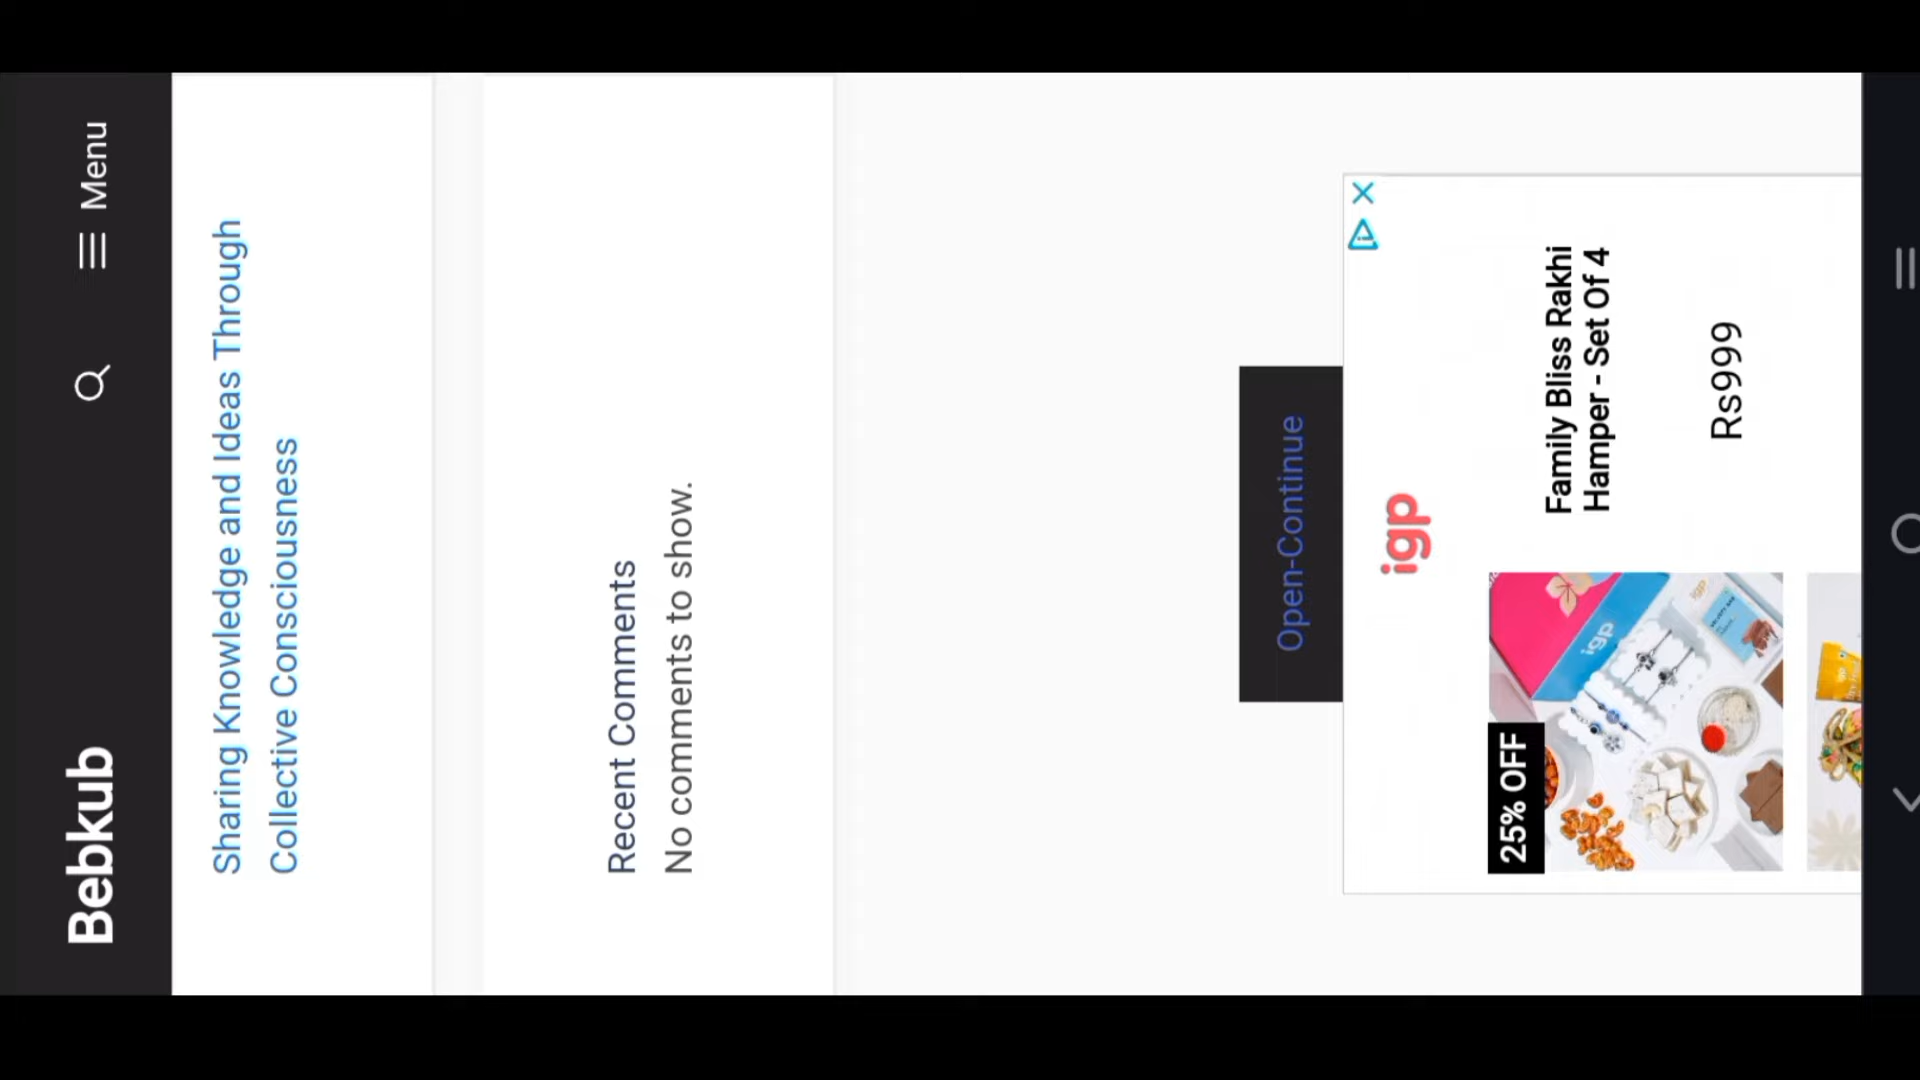 Bebkub
Menu
Sharing Knowledge and Ideas Through
Collective Consciousness
Recent Comments
No comments to show.
Open-Continue
igp
25% OFF
igp
Family Bliss Rakhi
Hamper - Set Of 4
Rs999